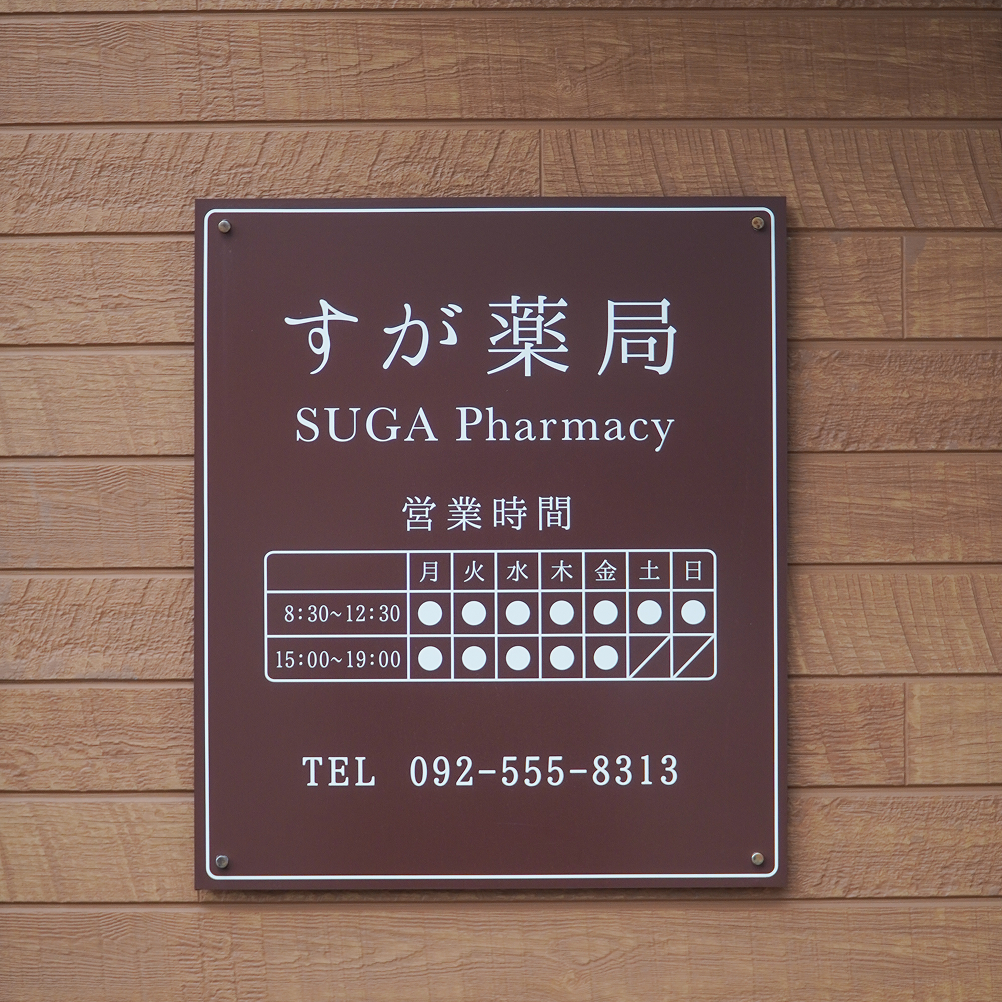 すが薬局
SUGA Pharmacy
営業時間
月 火 水 木 金 土 日
8:30~12:30 ● ● ● ● ● ● ●
15:00~19:00 ● ● ● ● ● ／ ／
TEL 092-555-8313